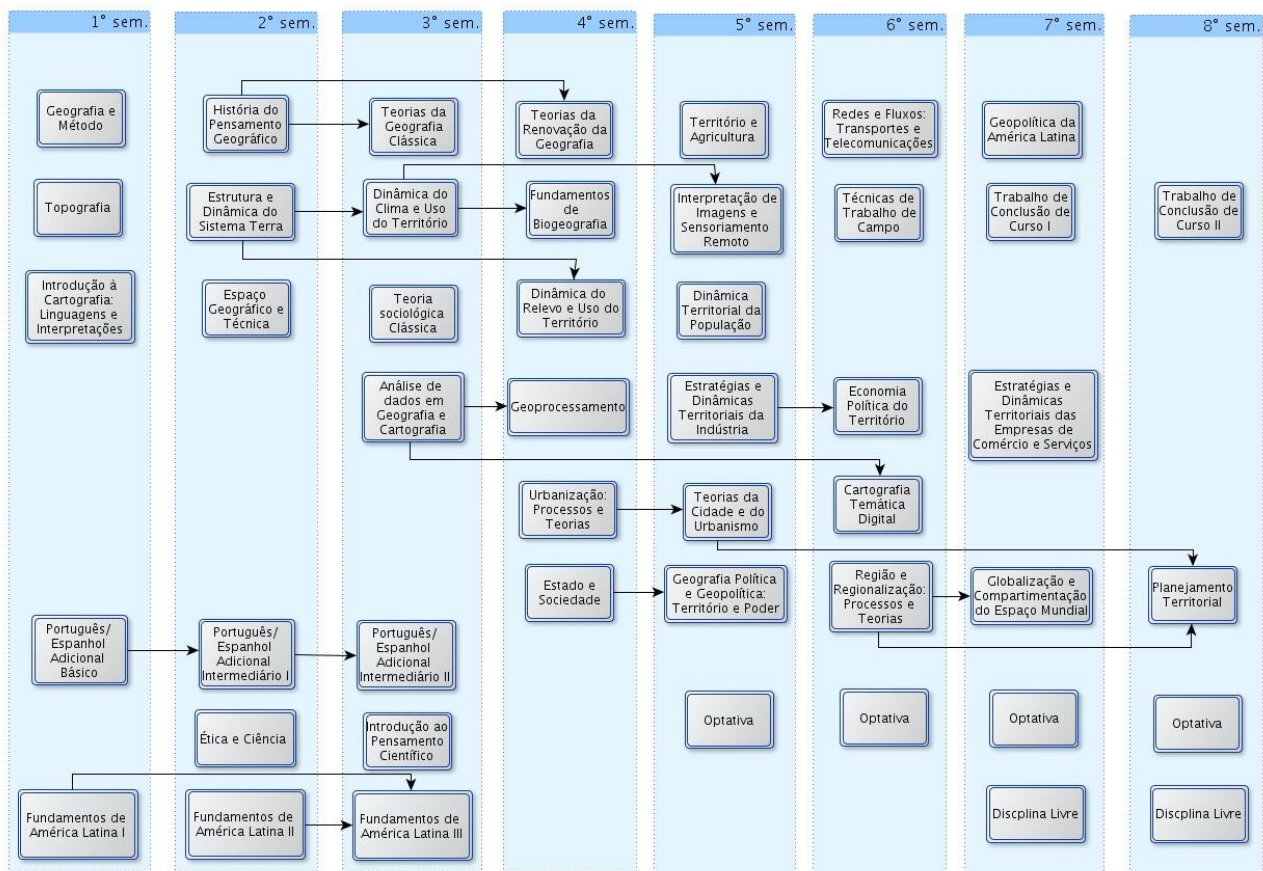 1° sem.
2° sem.
3° sem.
4° sem.
5° sem.
6° sem.
7° sem.
8° sem.
Geografia e
Método
História do
Pensamento
Geográfico
Teorias da
Geografia
Clássica
Teorias da
Renovação da
Geografia
Território e
Agricultura
Redes e Fluxos:
Transportes e
Telecomunicações
Geopolítica da
América Latina
Topografia
Estrutura e
Dinâmica do
Sistema Terra
Dinâmica do
Clima e Uso
do Território
Fundamentos
de
Biogeografia
Interpretação de
Imagens e
Sensoriamento
Remoto
Técnicas de
Trabalho de
Campo
Trabalho de
Conclusão de
Curso I
Trabalho de
Conclusão de
Curso II
Introdução à
Cartografia:
Linguagens e
Interpretações
Espaço
Geográfico e
Técnica
Teoria
sociológica
Clássica
Dinâmica do
Relevo e Uso do
Território
Dinâmica
Territorial da
População
Análise de
dados em
Geografia e
Cartografia
Geoprocessamento
Estratégias e
Dinâmicas
Territoriais da
Indústria
Economia
Política do
Território
Estratégias e
Dinâmicas
Territoriais das
Empresas de
Comércio e Serviços
Urbanização:
Processos e
Teorias
Teorias da
Cidade e do
Urbanismo
Cartografia
Temática
Digital
Estado e
Sociedade
Geografia Política
e Geopolítica:
Território e Poder
Região e
Regionalização:
Processos e
Teorias
Globalização e
Compartimentação
do Espaço Mundial
Planejamento
Territorial
Português/
Espanhol
Adicional
Básico
Português/
Espanhol
Adicional
Intermediário I
Português/
Espanhol
Adicional
Intermediário II
Ética e Ciência
Introdução ao
Pensamento
Científico
Optativa
Optativa
Optativa
Optativa
Fundamentos de
América Latina I
Fundamentos de
América Latina II
Fundamentos de
América Latina III
Discplina Livre
Discplina Livre